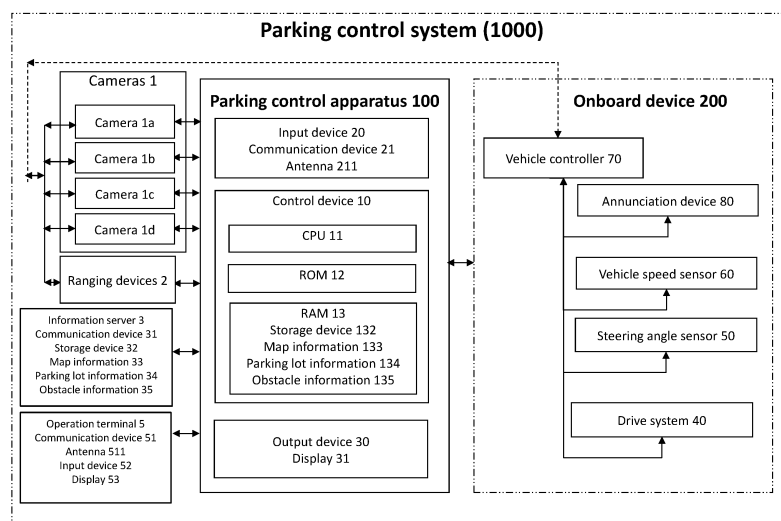 Parking control system (1000)
Cameras 1
Camera 1a
Camera 1b
Camera 1c
Camera 1d
Ranging devices 2
Information server 3
Communication device 31
Storage device 32
Map information 33
Parking lot information 34
Obstacle information 35
Operation terminal 5
Communication device 51
Antenna 511
Input device 52
Display 53
Parking control apparatus 100
Input device 20
Communication device 21
Antenna 211
Control device 10
CPU 11
ROM 12
RAM 13
Storage device 132
Map information 133
Parking lot information 134
Obstacle information 135
Output device 30
Display 31
Onboard device 200
Vehicle controller 70
Annunciation device 80
Vehicle speed sensor 60
Steering angle sensor 50
Drive system 40